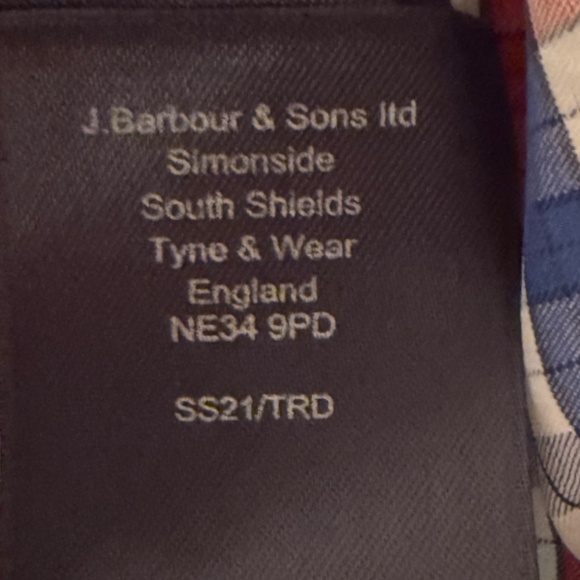 J.Barbour & Sons ltd
Simonside
South Shields
Tyne & Wear
England
NE34 9PD
SS21/TRD